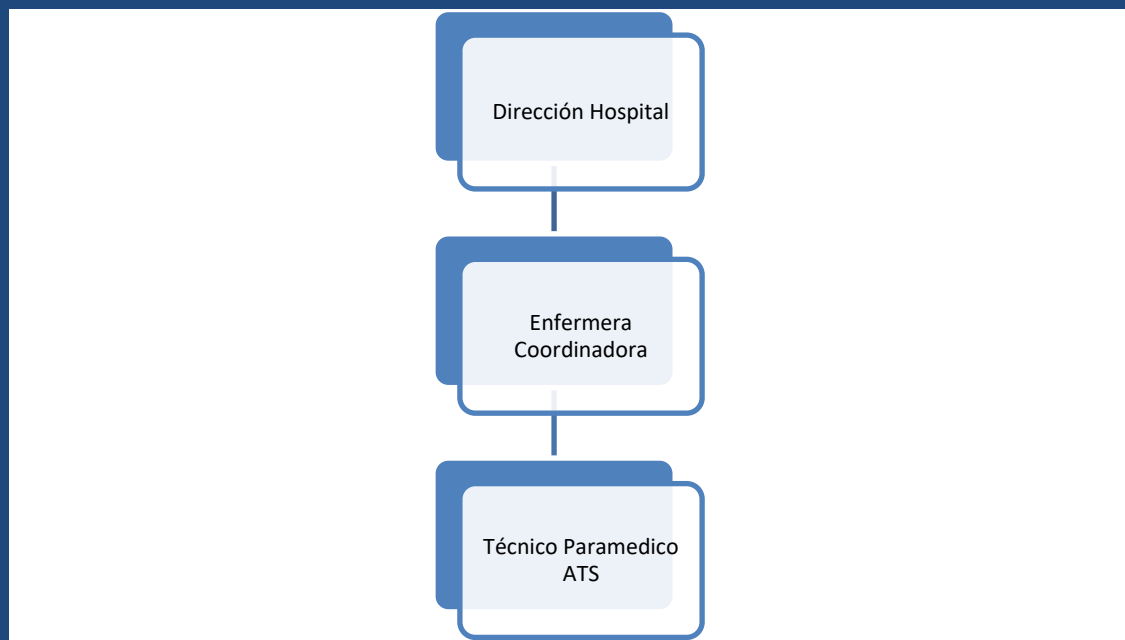 Dirección Hospital
Enfermera
Coordinadora
Técnico Paramedico
ATS